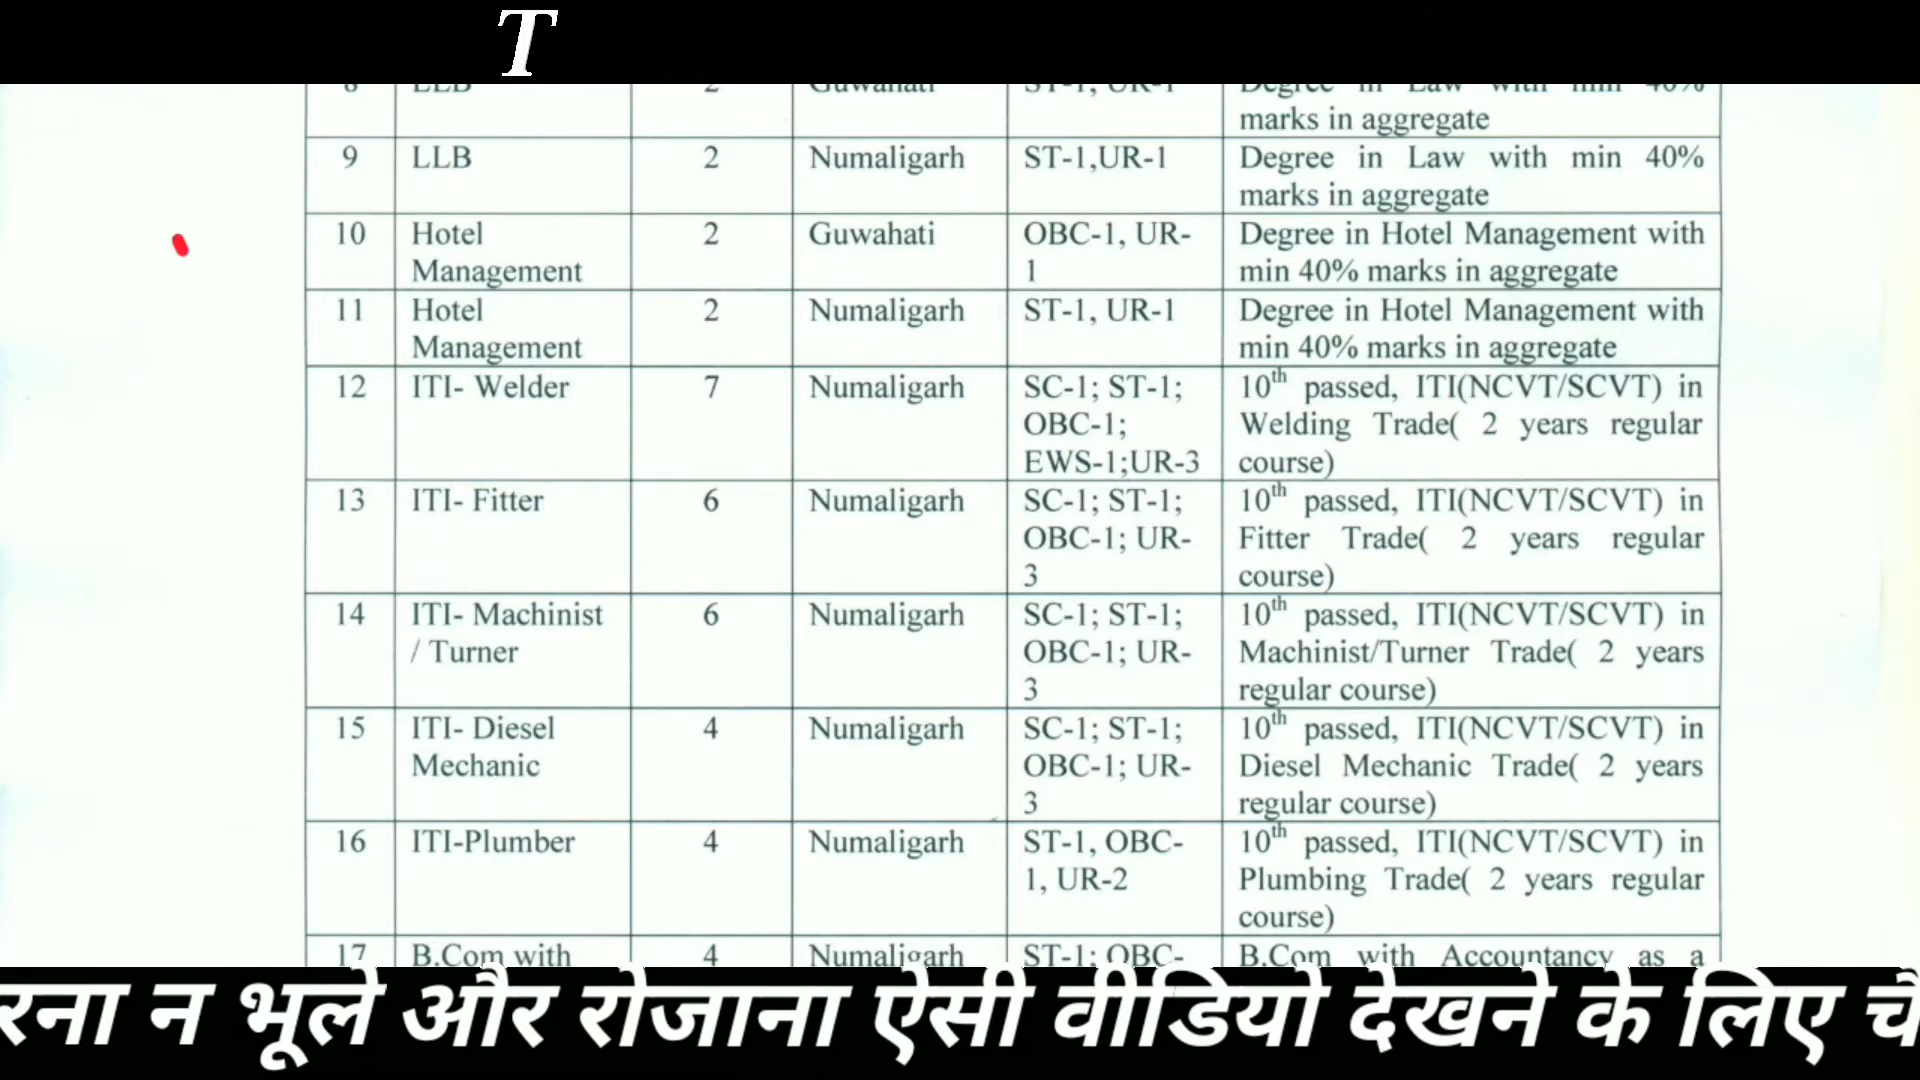 T
8 LLB 2 Guwahati ST-1, UR-1 Degree in Law with min 40%
marks in aggregate
9 LLB 2 Numaligarh ST-1,UR-1 Degree in Law with min 40%
marks in aggregate
10 Hotel 2 Guwahati OBC-1, UR- Degree in Hotel Management with
Management 1 min 40% marks in aggregate
11 Hotel 2 Numaligarh ST-1, UR-1 Degree in Hotel Management with
Management min 40% marks in aggregate
12 ITI- Welder 7 Numaligarh SC-1; ST-1; 10th passed, ITI(NCVT/SCVT) in
OBC-1; Welding Trade( 2 years regular
EWS-1;UR-3 course)
13 ITI- Fitter 6 Numaligarh SC-1; ST-1; 10th passed, ITI(NCVT/SCVT) in
OBC-1; UR- Fitter Trade( 2 years regular
3 course)
14 ITI- Machinist 6 Numaligarh SC-1; ST-1; 10th passed, ITI(NCVT/SCVT) in
/ Turner OBC-1; UR- Machinist/Turner Trade( 2 years
3 regular course)
15 ITI- Diesel 4 Numaligarh SC-1; ST-1; 10th passed, ITI(NCVT/SCVT) in
Mechanic OBC-1; UR- Diesel Mechanic Trade( 2 years
3 regular course)
16 ITI-Plumber 4 Numaligarh ST-1, OBC- 10th passed, ITI(NCVT/SCVT) in
1, UR-2 Plumbing Trade( 2 years regular
course)
17 B.Com with 4 Numaligarh ST-1; OBC- B.Com with Accountancy as a
रना न भूले और रोजाना ऐसी वीडियो देखने के लिए चै